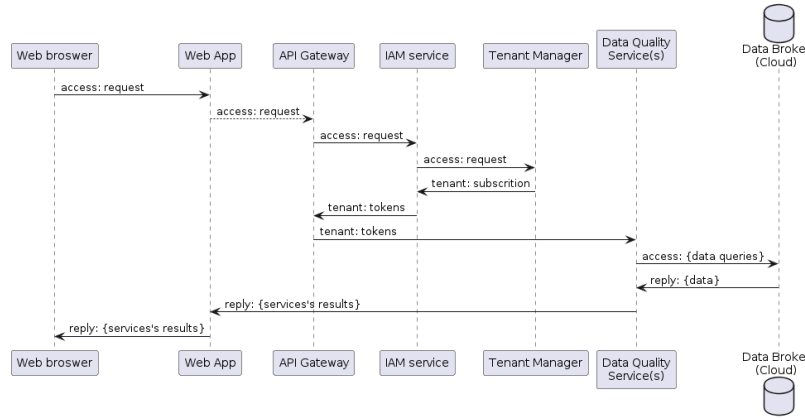 Web broswer
Web App
API Gateway
IAM service
Tenant Manager
Data Quality
Service(s)
Data Broke
(Cloud)
access: request
access: request
access: request
access: request
tenant: subscrition
tenant: tokens
tenant: tokens
access: {data queries}
reply: {data}
reply: {services's results}
reply: {services's results}
Web broswer
Web App
API Gateway
IAM service
Tenant Manager
Data Quality
Service(s)
Data Broke
(Cloud)